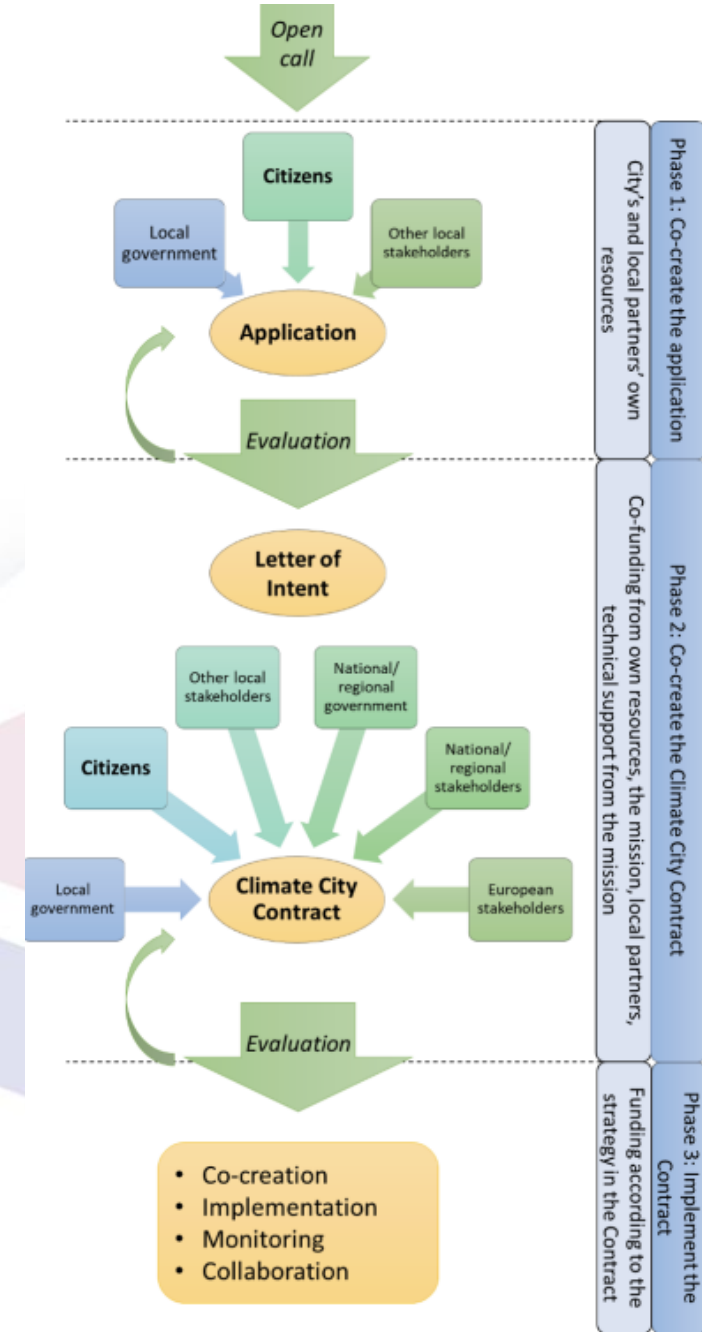 Open
call
Citizens
Local
government
Other local
stakeholders
Application
Evaluation
Phase 1: Co-create the application
City's and local partners' own
resources
Letter of
Intent
Other local
stakeholders
National/
regional
government
Citizens
National/
regional
stakeholders
Local
government
Climate City
Contract
European
stakeholders
Evaluation
Phase 2: Co-create the Climate City Contract
Co-funding from own resources, the mission, local partners,
technical support from the mission
• Co-creation
• Implementation
• Monitoring
• Collaboration
Phase 3: Implement the
Contract
Funding according to the
strategy in the Contract